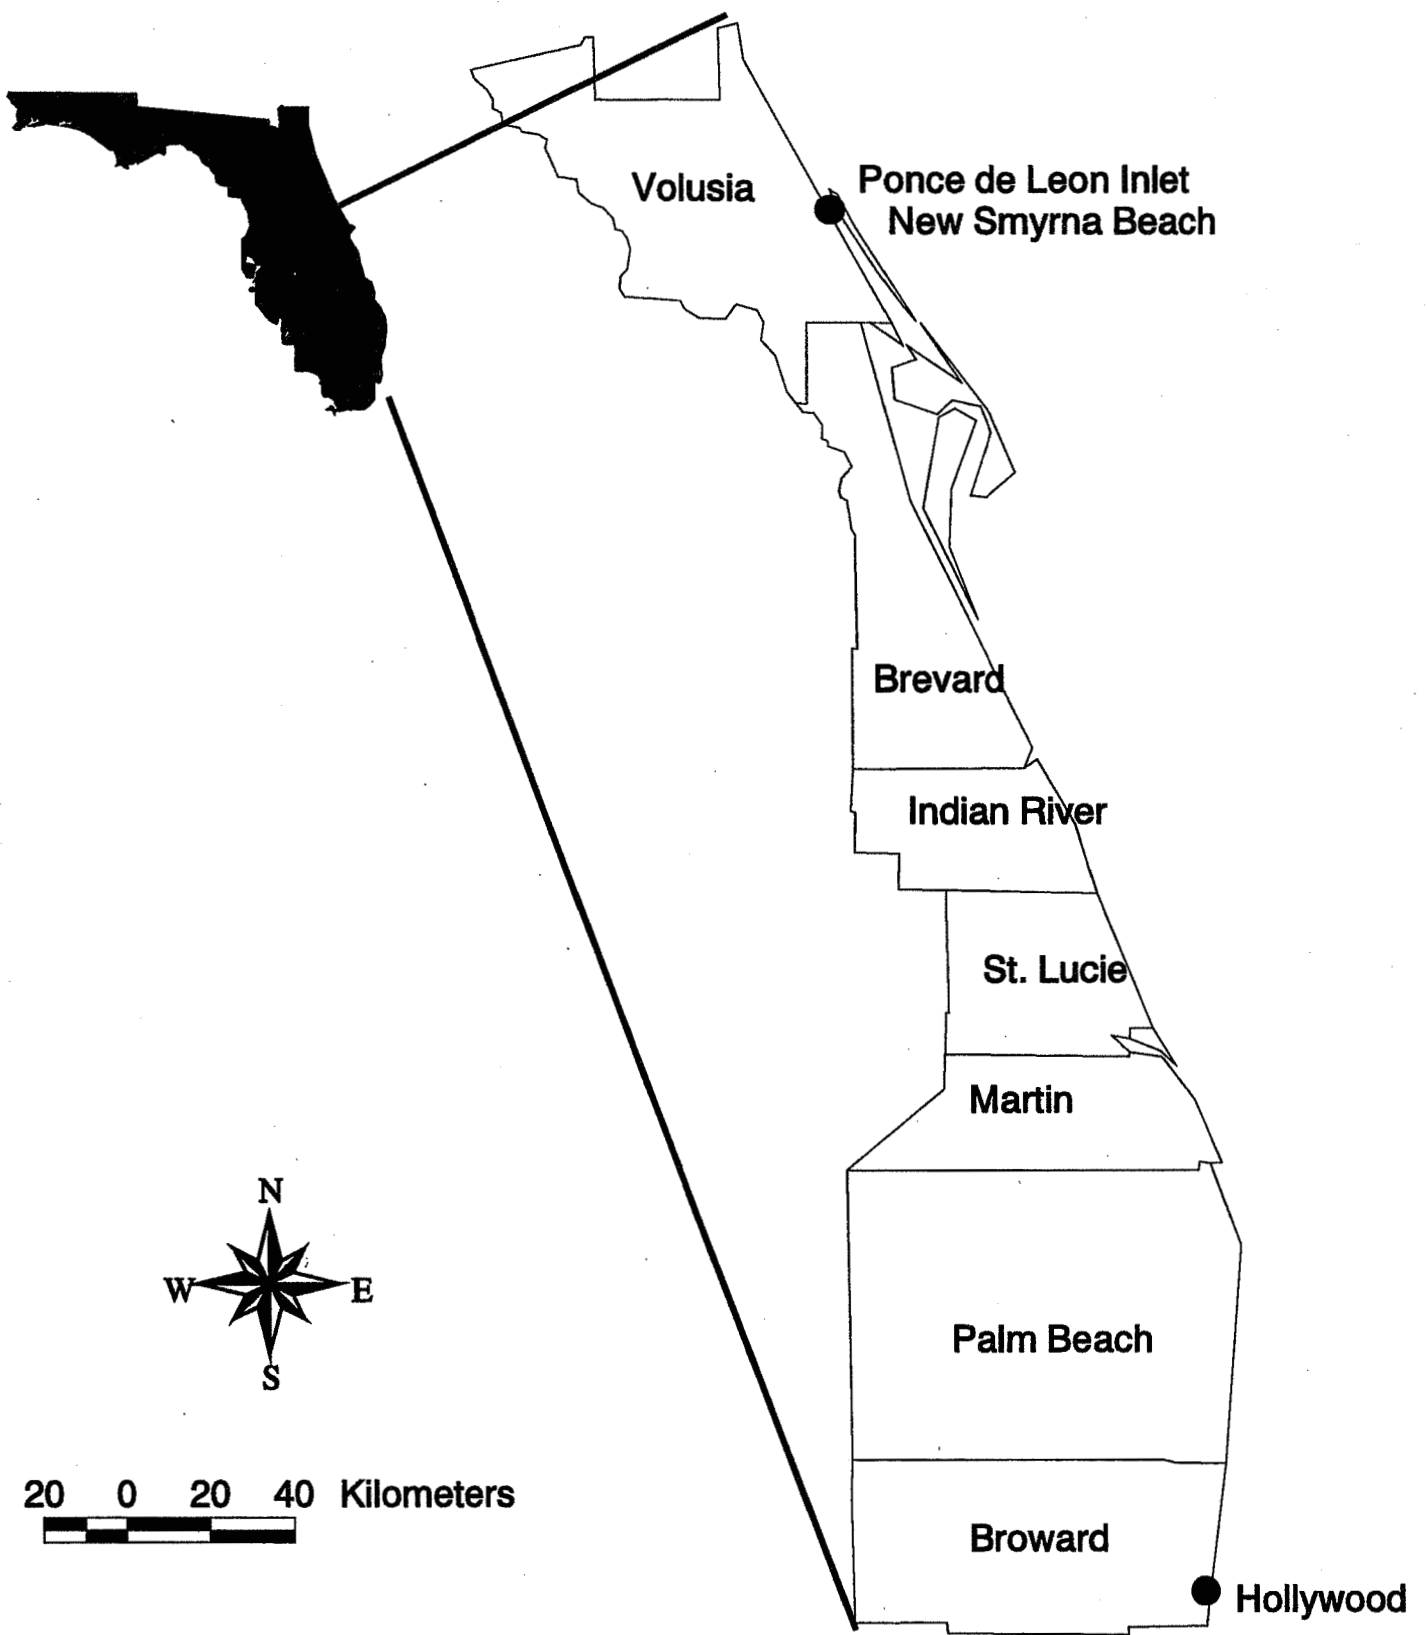 Volusia
Ponce de Leon Inlet
New Smyrna Beach
Brevard
Indian River
St. Lucie
Martin
N
W E
S
Palm Beach
20 0 20 40 Kilometers
Broward
Hollywood